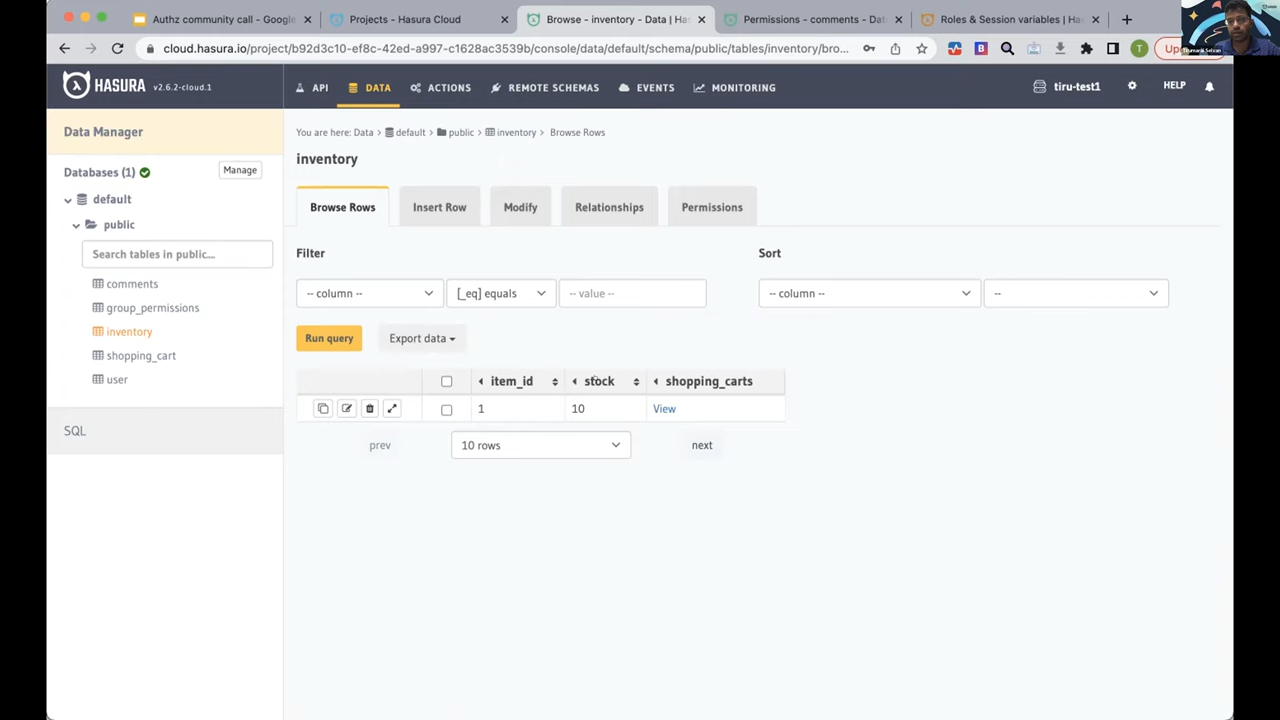 Authz community call - Google
Projects - Hasura Cloud
Browse - inventory - Data | Has
Permissions - comments - Dat
Roles & Session variables | Ha
cloud.hasura.io/project/b92d3c10-ef8c-42ed-a997-c1628ac3539b/console/data/default/schema/public/tables/inventory/bro...
B
T
Tirumarai Selvan
HASURA
v2.6.2-cloud.1
API
DATA
ACTIONS
REMOTE SCHEMAS
EVENTS
MONITORING
tiru-test1
HELP
Data Manager
Databases (1)
Manage
default
public
Search tables in public...
comments
group_permissions
inventory
shopping_cart
user
SQL
You are here: Data > default > public > inventory > Browse Rows
inventory
Browse Rows
Insert Row
Modify
Relationships
Permissions
Filter
Sort
-- column --
[_eq] equals
-- value --
-- column --
--
Run query
Export data
item_id
stock
shopping_carts
1
10
View
prev
10 rows
next